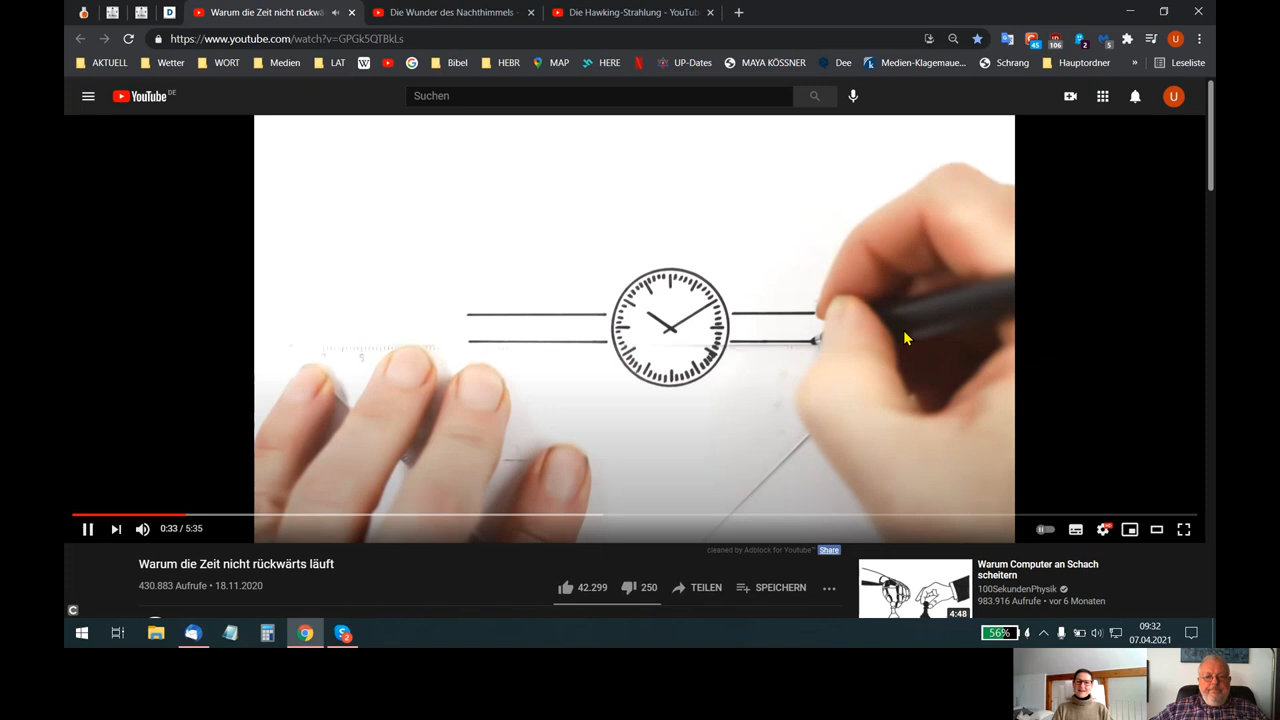 Warum die Zeit nicht rückwä
Die Wunder des Nachthimmels -
Die Hawking-Strahlung - YouTub
https://www.youtube.com/watch?v=GPGk5QTBkLs
45
106
2
5
U
AKTUELL
Wetter
WORT
Medien
LAT
W
G
Bibel
HEBR
MAP
HERE
UP-Dates
MAYA KÖSSNER
Dee
Medien-Klagemaue...
Schrang
Hauptordner
»
Leseliste
YouTube DE
Suchen
U
0:33 / 5:35
cleaned by Adblock for Youtube™ Share
Warum die Zeit nicht rückwärts läuft
430.883 Aufrufe • 18.11.2020
42.299
250
TEILEN
SPEICHERN
Warum Computer an Schach
scheitern
100SekundenPhysik
983.916 Aufrufe • vor 6 Monaten
4:48
56%
09:32
07.04.2021